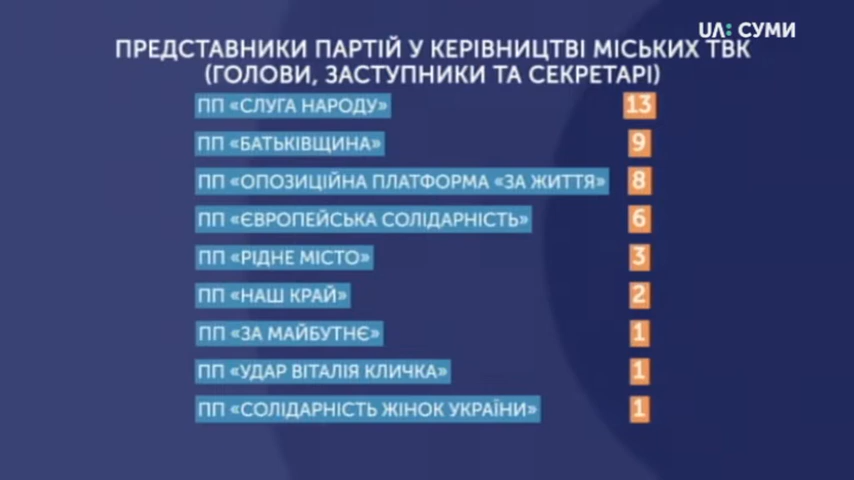 UA: СУМИ
ПРЕДСТАВНИКИ ПАРТІЙ У КЕРІВНИЦТВІ МІСЬКИХ ТВК
(ГОЛОВИ, ЗАСТУПНИКИ ТА СЕКРЕТАРІ)
ПП «СЛУГА НАРОДУ» 13
ПП «БАТЬКІВЩИНА» 9
ПП «ОПОЗИЦІЙНА ПЛАТФОРМА «ЗА ЖИТТЯ» 8
ПП «ЄВРОПЕЙСЬКА СОЛІДАРНІСТЬ» 6
ПП «РІДНЕ МІСТО» 3
ПП «НАШ КРАЙ» 2
ПП «ЗА МАЙБУТНЄ» 1
ПП «УДАР ВІТАЛІЯ КЛИЧКА» 1
ПП «СОЛІДАРНІСТЬ ЖІНОК УКРАЇНИ» 1